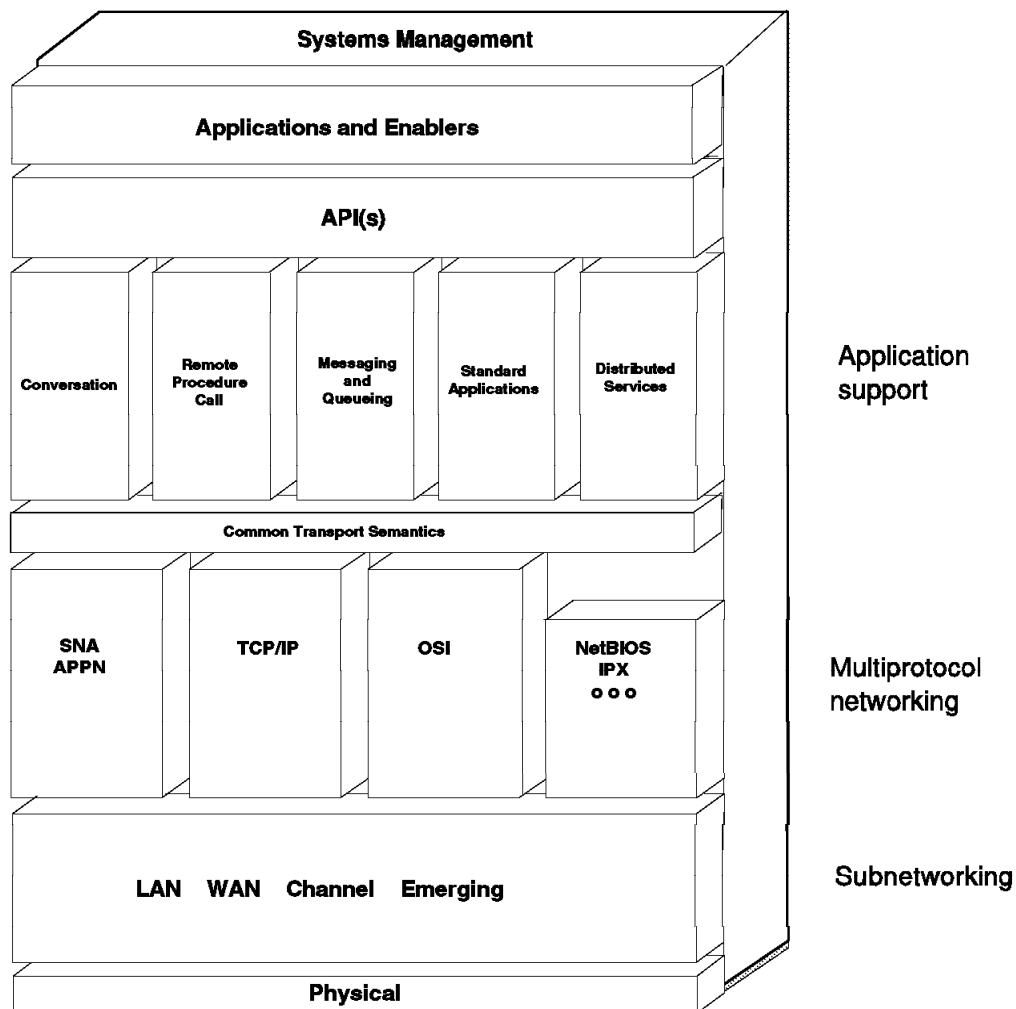 Systems Management
Applications and Enablers
API(s)
Conversation
Remote
Procedure
Call
Messaging
and
Queueing
Standard
Applications
Distributed
Services
Application
support
Common Transport Semantics
SNA
APPN
TCP/IP
OSI
NetBIOS
IPX
o o o
Multiprotocol
networking
LAN WAN Channel Emerging
Subnetworking
Physical